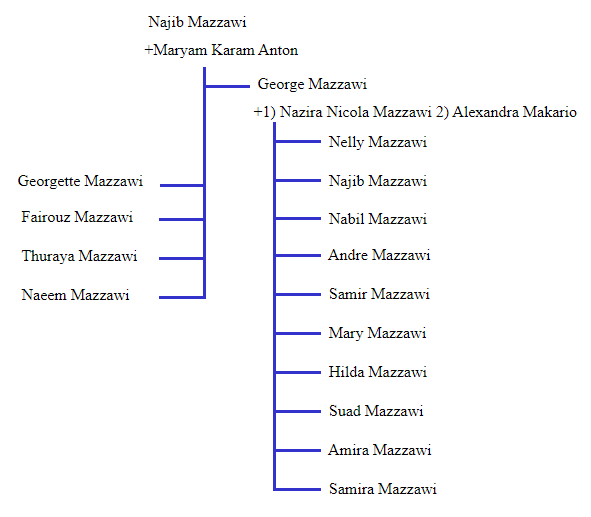 Najib Mazzawi
+Maryam Karam Anton
George Mazzawi
+1) Nazira Nicola Mazzawi 2) Alexandra Makario
Nelly Mazzawi
Georgette Mazzawi
Najib Mazzawi
Fairouz Mazzawi
Nabil Mazzawi
Thuraya Mazzawi
Andre Mazzawi
Naeem Mazzawi
Samir Mazzawi
Mary Mazzawi
Hilda Mazzawi
Suad Mazzawi
Amira Mazzawi
Samira Mazzawi